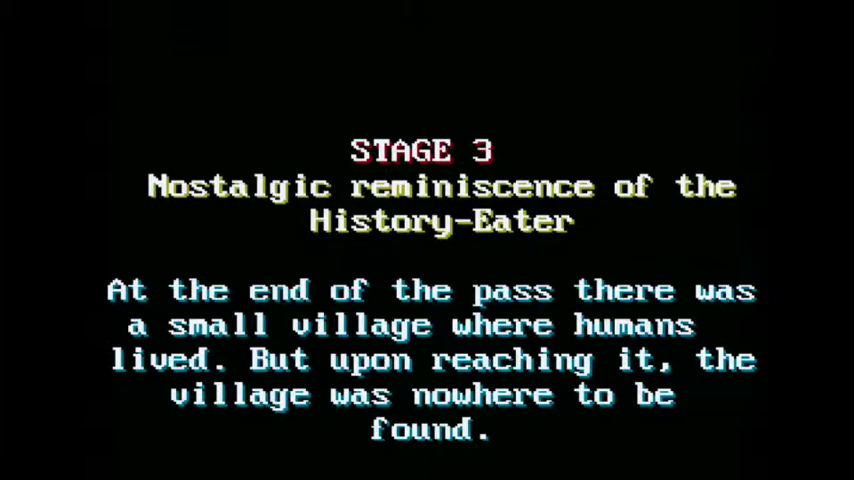 STAGE 3
Nostalgic reminiscence of the
History-Eater
At the end of the pass there was
a small village where humans
lived. But upon reaching it, the
village was nowhere to be
found.